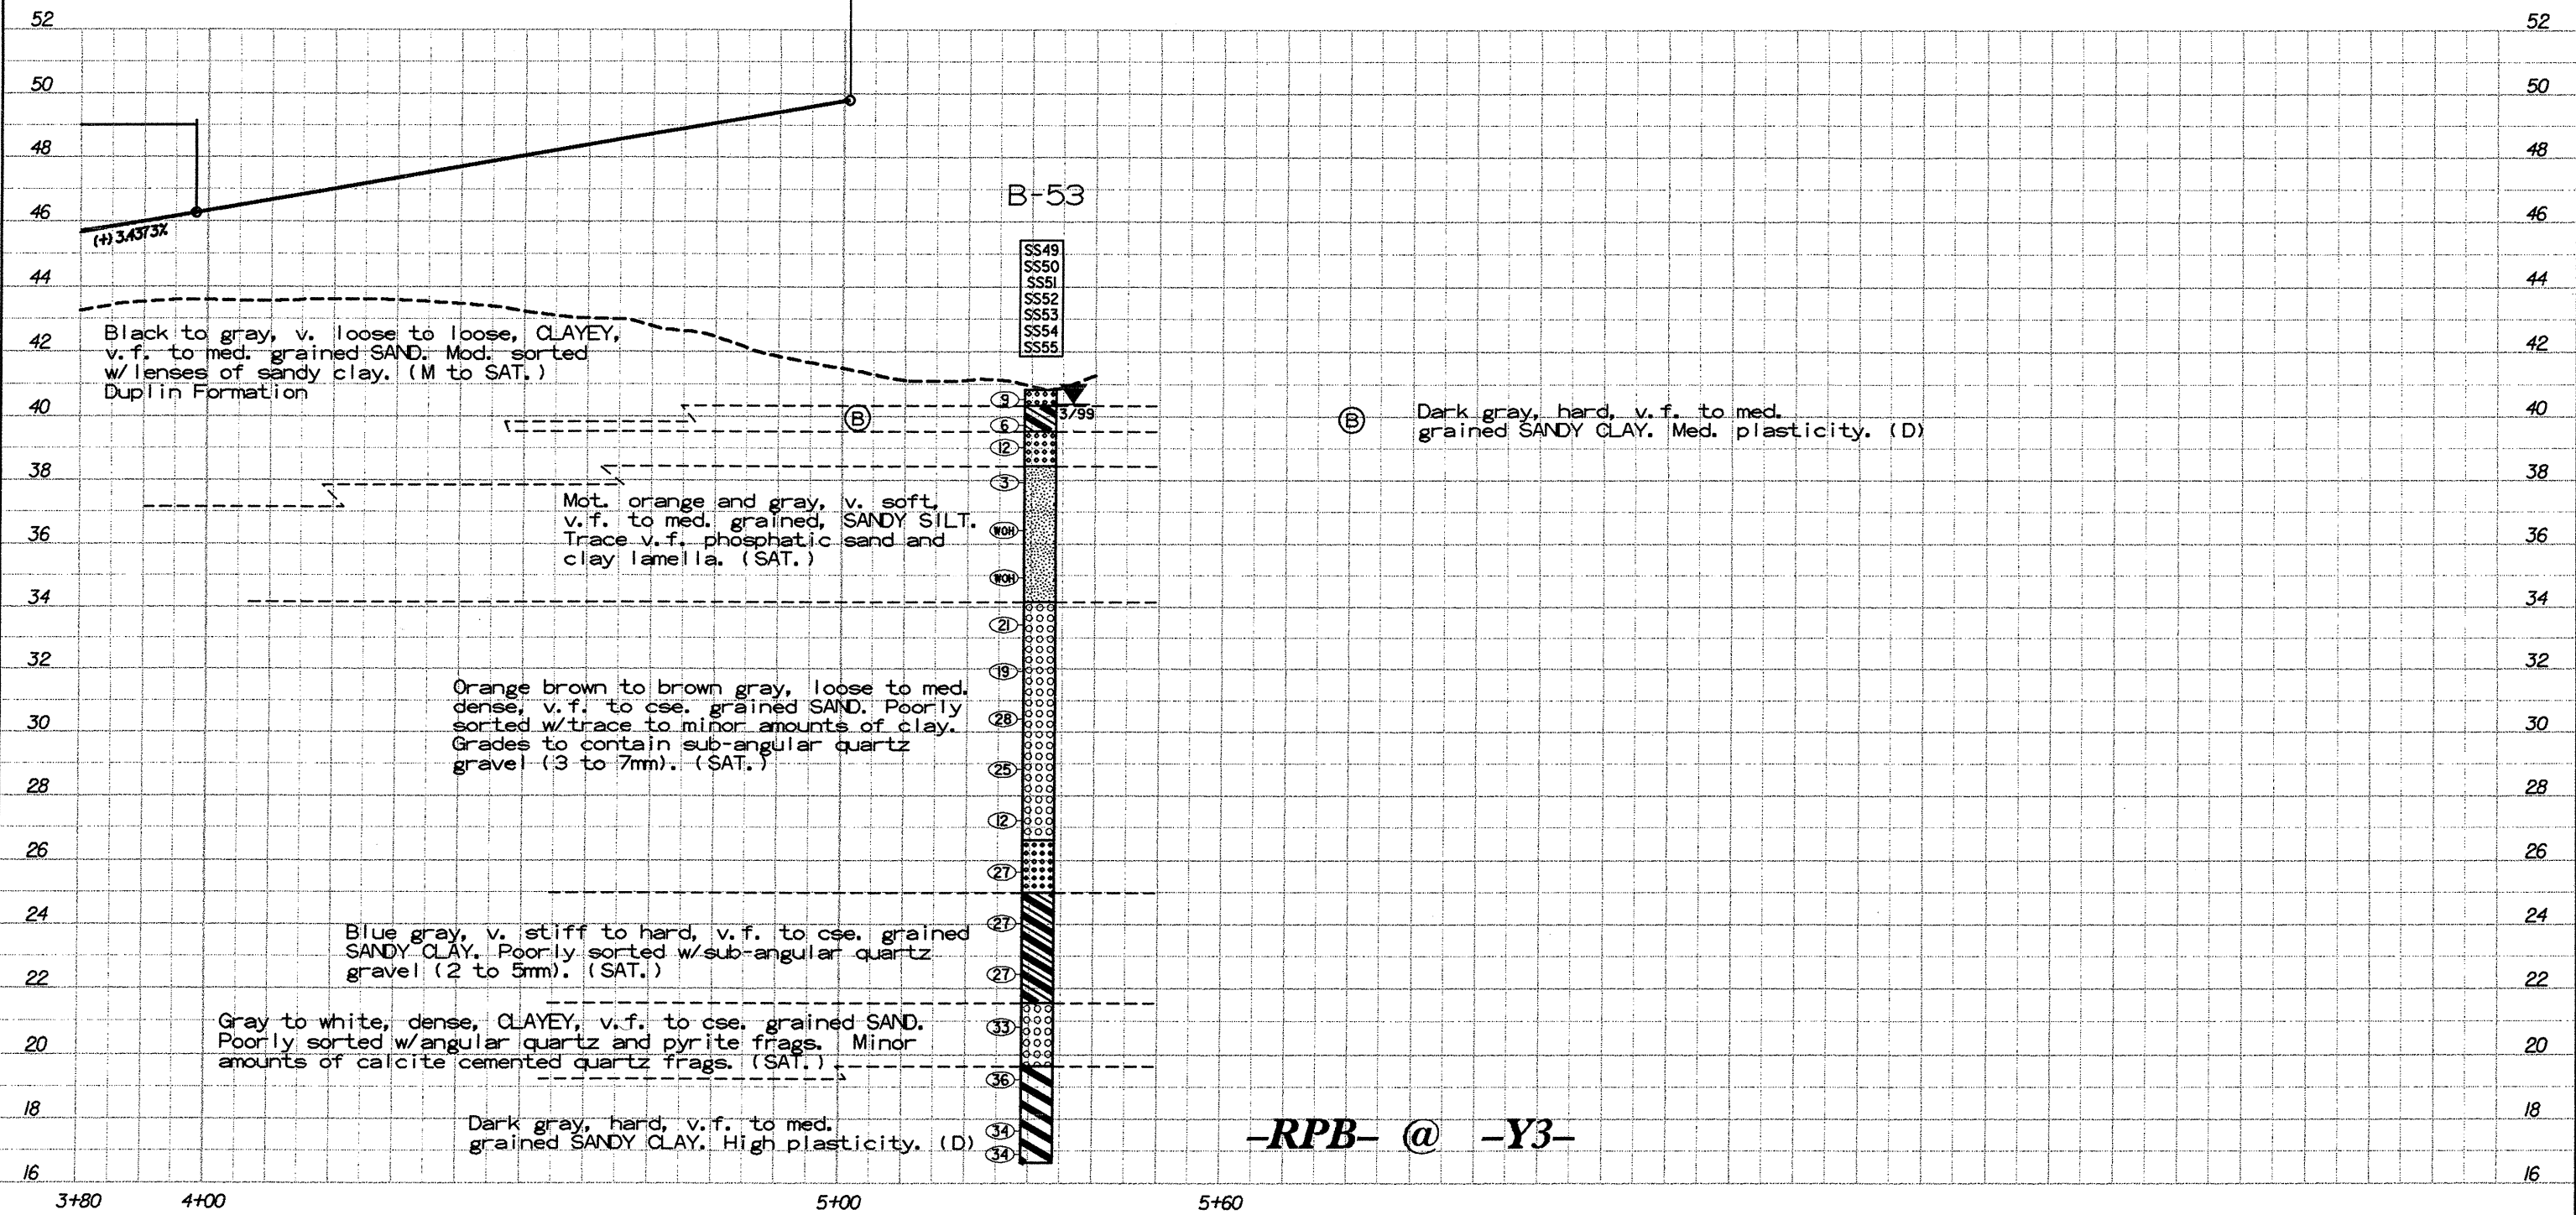 52 52
50 50
48 48
B-53
46 46
(+) 3.4373%
SS49
SS50
44 44
SS51
SS52
SS53
SS54
SS55
Black to gray, v. loose to loose, CLAYEY,
42 42
v.f. to med. grained SAND. Mod. sorted
w/lenses of sandy clay. (M to SAT.)
Duplin Formation
9
3/99
40 40
B
B
Dark gray, hard, v.f. to med.
grained SANDY CLAY. Med. plasticity. (D)
6
12
38 38
3
Mot. orange and gray, v. soft,
v.f. to med. grained, SANDY SILT.
Trace v.f. phosphatic sand and
clay lamella. (SAT.)
WOH
36 36
WOH
34 34
21
32 32
19
Orange brown to brown gray, loose to med.
dense, v.f. to cse. grained SAND. Poorly
sorted w/trace to minor amounts of clay.
Grades to contain sub-angular quartz
gravel (3 to 7mm). (SAT.)
28
30 30
25
28 28
12
26 26
27
24 24
27
Blue gray, v. stiff to hard, v.f. to cse. grained
SANDY CLAY. Poorly sorted w/sub-angular quartz
gravel (2 to 5mm). (SAT.)
27
22 22
Gray to white, dense, CLAYEY, v.f. to cse. grained SAND.
Poorly sorted w/angular quartz and pyrite frags. Minor
amounts of calcite cemented quartz frags. (SAT.)
33
20 20
36
18 18
Dark gray, hard, v.f. to med.
grained SANDY CLAY. High plasticity. (D)
34
34
-RPB- @ -Y3-
16 16
3+80 4+00 5+00 5+60